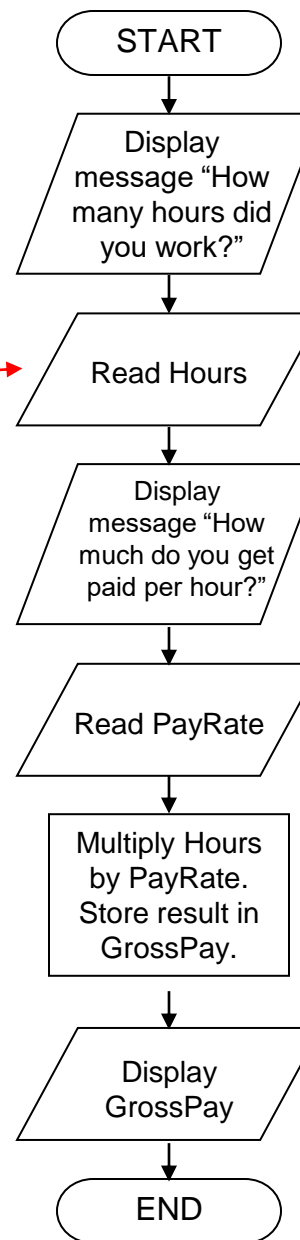 START
Display
message “How
many hours did
you work?”
Read Hours
Display
message “How
much do you get
paid per hour?”
Read PayRate
Multiply Hours
by PayRate.
Store result in
GrossPay.
Display
GrossPay
END